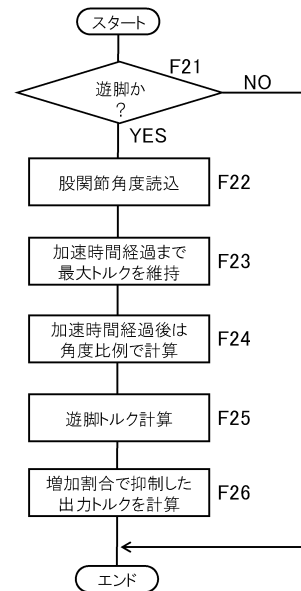 スタート
F21
遊脚か
?
NO
YES
股関節角度読込
F22
加速時間経過まで
最大トルクを維持
F23
加速時間経過後は
角度比例で計算
F24
遊脚トルク計算
F25
増加割合で抑制した
出力トルクを計算
F26
エンド